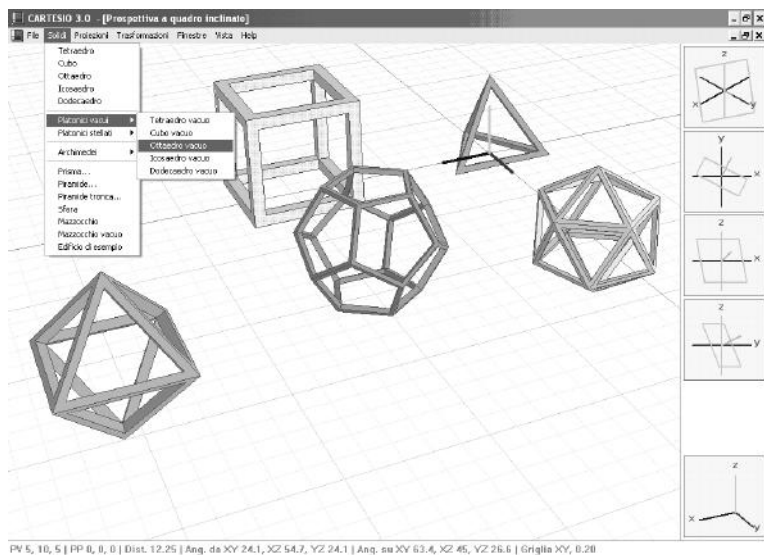 CARTESIO 3.0 - [Prospettiva a quadro inclinato]
File Solidi Proiezioni Trasformazioni Finestre Vista Help
Tetraedro
Cubo
Ottaedro
Icosaedro
Dodecaedro
Platonici vacui
Platonici stellati
Archimedei
Prisma...
Piramide...
Piramide tronca...
Sfera
Mazzocchio
Mazzocchio vacuo
Edificio di esempio
Tetraedro vacuo
Cubo vacuo
Ottaedro vacuo
Icosaedro vacuo
Dodecaedro vacuo
z
x y
y
x
z
x
z
y
z
x y
PV 5, 10, 5 | PP 0, 0, 0 | Dist. 12.25 | Ang. da XY 24.1, XZ 54.7, YZ 24.1 | Ang. su XY 63.4, XZ 45, YZ 26.6 | Griglia XY, 0.20